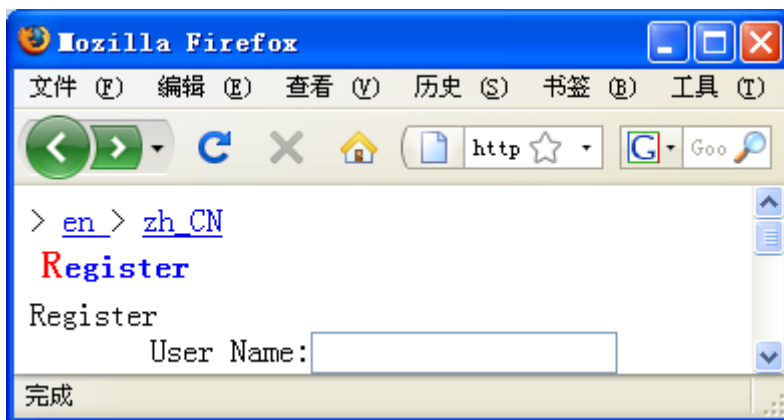 Mozilla Firefox
文件 (F) 编辑 (E) 查看 (V) 历史 (S) 书签 (B) 工具 (T)
http G Goo
> en > zh_CN
Register
Register
User Name:
完成